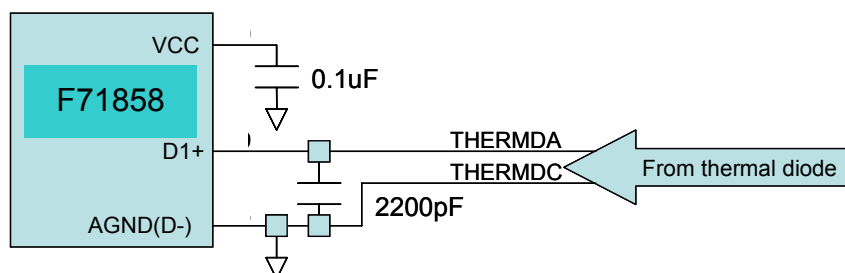 VCC
F71858
0.1uF
D1+
THERMDA
THERMDC
From thermal diode
2200pF
AGND(D-)